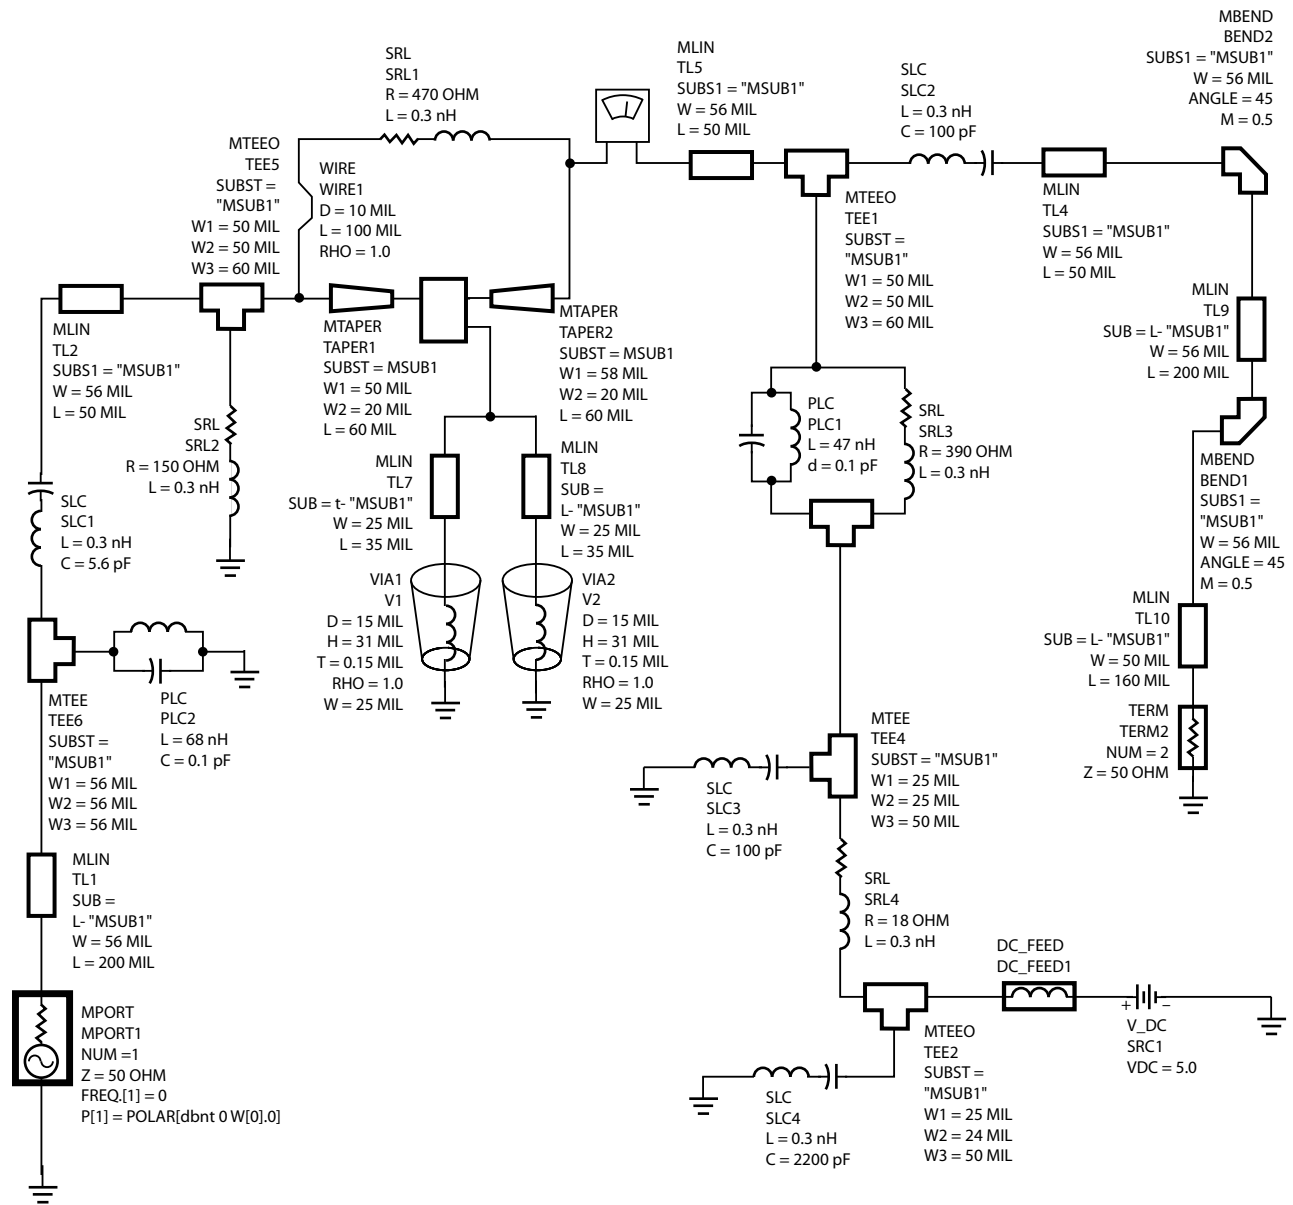 MBEND
BEND2
SUBS1 = "MSUB1"
W = 56 MIL
ANGLE = 45
M = 0.5
SRL
SRL1
R = 470 OHM
L = 0.3 nH
MLIN
TL5
SUBS1 = "MSUB1"
W = 56 MIL
L = 50 MIL
SLC
SLC2
L = 0.3 nH
C = 100 pF
MTEEO
TEE5
SUBST =
"MSUB1"
W1 = 50 MIL
W2 = 50 MIL
W3 = 60 MIL
WIRE
WIRE1
D = 10 MIL
L = 100 MIL
RHO = 1.0
MTEEO
TEE1
SUBST =
"MSUB1"
W1 = 50 MIL
W2 = 50 MIL
W3 = 60 MIL
MLIN
TL4
SUBS1 = "MSUB1"
W = 56 MIL
L = 50 MIL
MLIN
TL9
SUB = L- "MSUB1"
W = 56 MIL
L = 200 MIL
MLIN
TL2
SUBS1 = "MSUB1"
W = 56 MIL
L = 50 MIL
MTAPER
TAPER1
SUBST = MSUB1
W1 = 50 MIL
W2 = 20 MIL
L = 60 MIL
MTAPER
TAPER2
SUBST = MSUB1
W1 = 58 MIL
W2 = 20 MIL
L = 60 MIL
SRL
SRL2
R = 150 OHM
L = 0.3 nH
MLIN
TL7
SUB = t- "MSUB1"
W = 25 MIL
L = 35 MIL
MLIN
TL8
SUB =
L- "MSUB1"
W = 25 MIL
L = 35 MIL
PLC
PLC1
L = 47 nH
d = 0.1 pF
SRL
SRL3
R = 390 OHM
L = 0.3 nH
MBEND
BEND1
SUBS1 =
"MSUB1"
W = 56 MIL
ANGLE = 45
M = 0.5
SLC
SLC1
L = 0.3 nH
C = 5.6 pF
VIA1
V1
D = 15 MIL
H = 31 MIL
T = 0.15 MIL
RHO = 1.0
W = 25 MIL
VIA2
V2
D = 15 MIL
H = 31 MIL
T = 0.15 MIL
RHO = 1.0
W = 25 MIL
MLIN
TL10
SUB = L- "MSUB1"
W = 50 MIL
L = 160 MIL
MTEE
TEE6
SUBST =
"MSUB1"
W1 = 56 MIL
W2 = 56 MIL
W3 = 56 MIL
PLC
PLC2
L = 68 nH
C = 0.1 pF
TERM
TERM2
NUM = 2
Z = 50 OHM
MTEE
TEE4
SUBST = "MSUB1"
W1 = 25 MIL
W2 = 25 MIL
W3 = 50 MIL
SLC
SLC3
L = 0.3 nH
C = 100 pF
MLIN
TL1
SUB =
L- "MSUB1"
W = 56 MIL
L = 200 MIL
SRL
SRL4
R = 18 OHM
L = 0.3 nH
DC_FEED
DC_FEED1
+ –
V_DC
SRC1
VDC = 5.0
MPORT
MPORT1
NUM =1
Z = 50 OHM
FREQ.[1] = 0
P[1] = POLAR[dbnt 0 W[0].0]
MTEEO
TEE2
SUBST =
"MSUB1"
W1 = 25 MIL
W2 = 24 MIL
W3 = 50 MIL
SLC
SLC4
L = 0.3 nH
C = 2200 pF